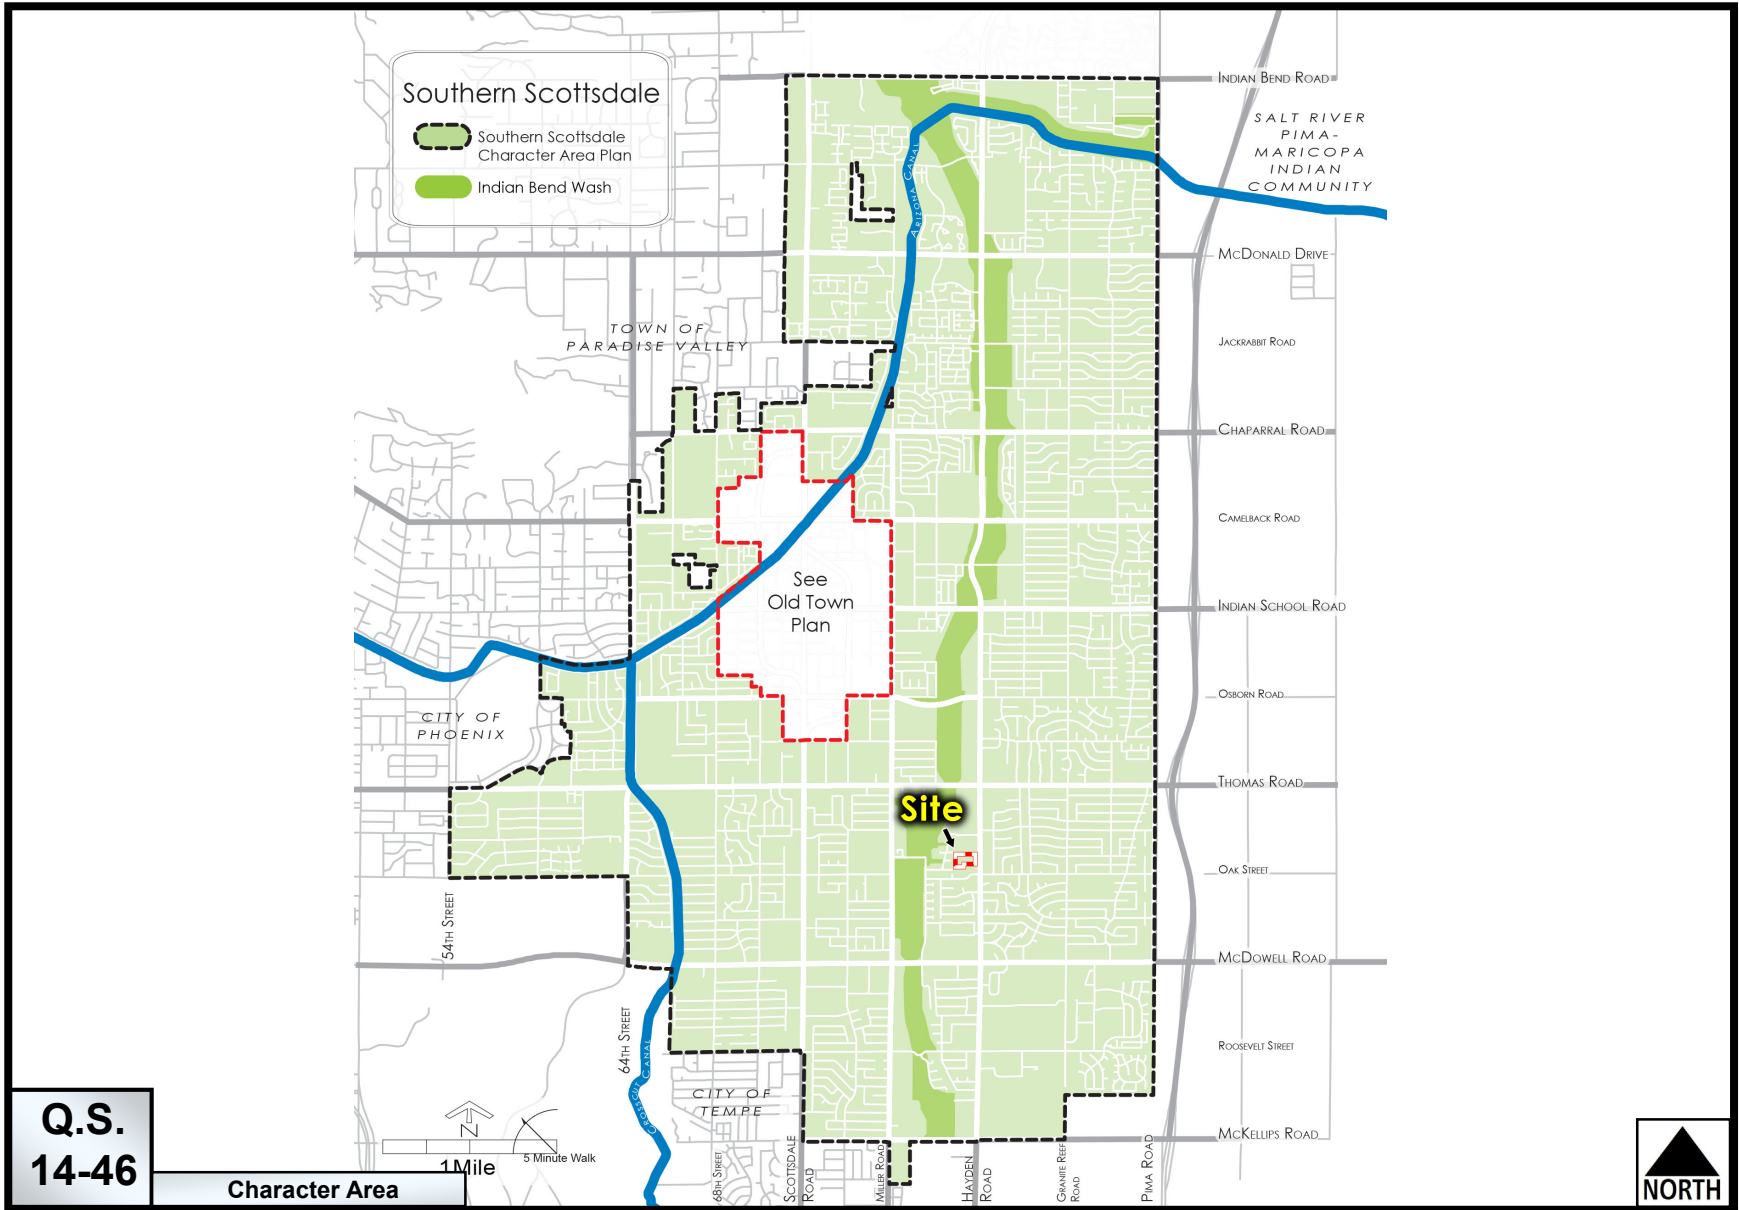 Southern Scottsdale
Southern Scottsdale
Character Area Plan
Indian Bend Wash
INDIAN BEND ROAD
SALT RIVER
PIMA-
MARICOPA
INDIAN
COMMUNITY
ARIZONA CANAL
MCDONALD DRIVE
TOWN OF
PARADISE VALLEY
JACKRABBIT ROAD
CHAPARRAL ROAD
CAMELBACK ROAD
See
Old Town
Plan
INDIAN SCHOOL ROAD
OSBORN ROAD
CITY OF
PHOENIX
THOMAS ROAD
Site
OAK STREET
54TH STREET
MCDOWELL ROAD
64TH STREET
ROOSEVELT STREET
CROSSCUT CANAL
CITY OF
TEMPE
MCKELLIPS ROAD
N
1 Mile
5 Minute Walk
68TH STREET
SCOTTSDALE
ROAD
MILLER ROAD
HAYDEN
ROAD
GRANITE REEF
ROAD
PIMA ROAD
Q.S.
14-46
Character Area
NORTH